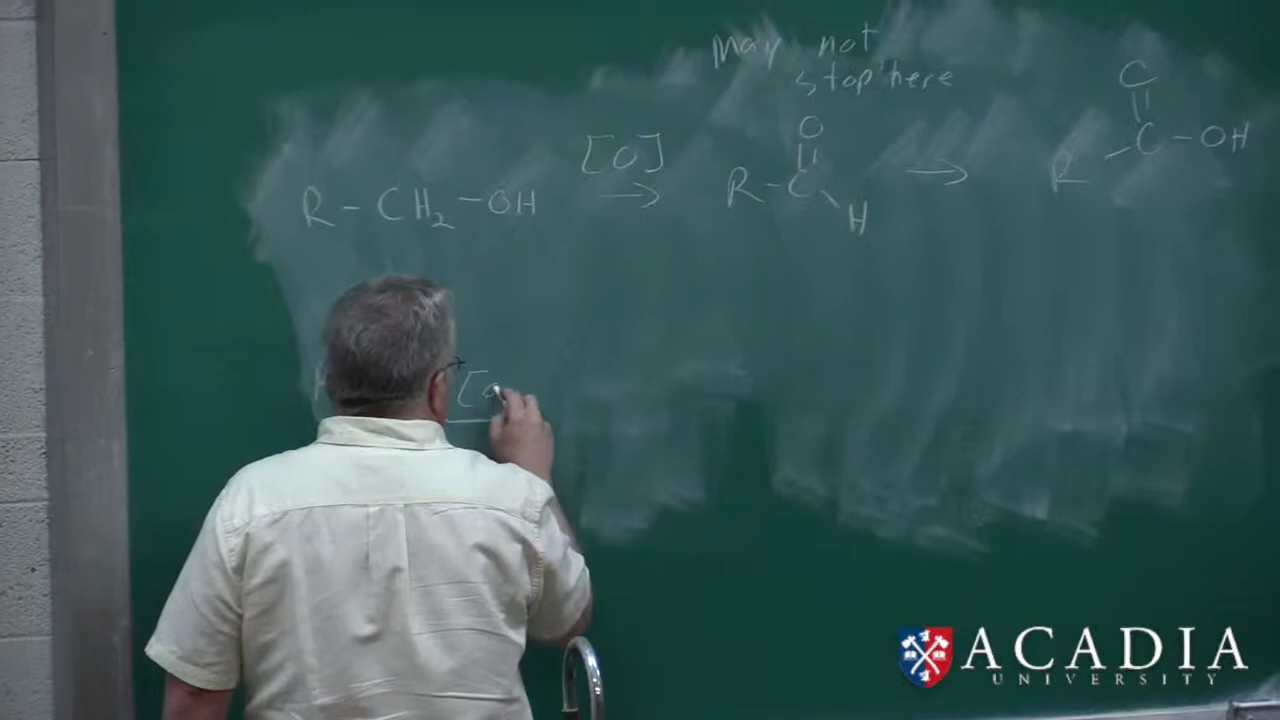 May not
stop here
[O]
R-CH2-OH → R-C-H → R-C-OH
O
C
[o
ACADIA
UNIVERSITY